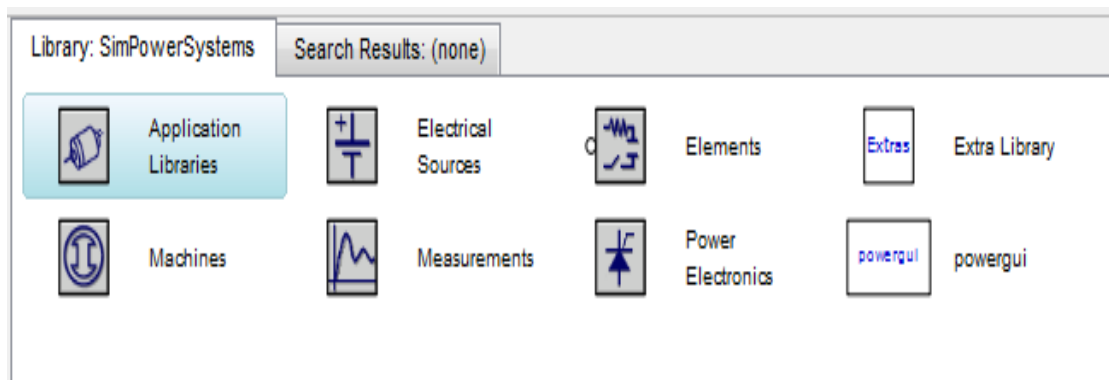 Library: SimPowerSystems
Search Results: (none)
Application
Libraries
Electrical
Sources
Elements
Extras
Extra Library
Machines
Measurements
Power
Electronics
powergui
powergui